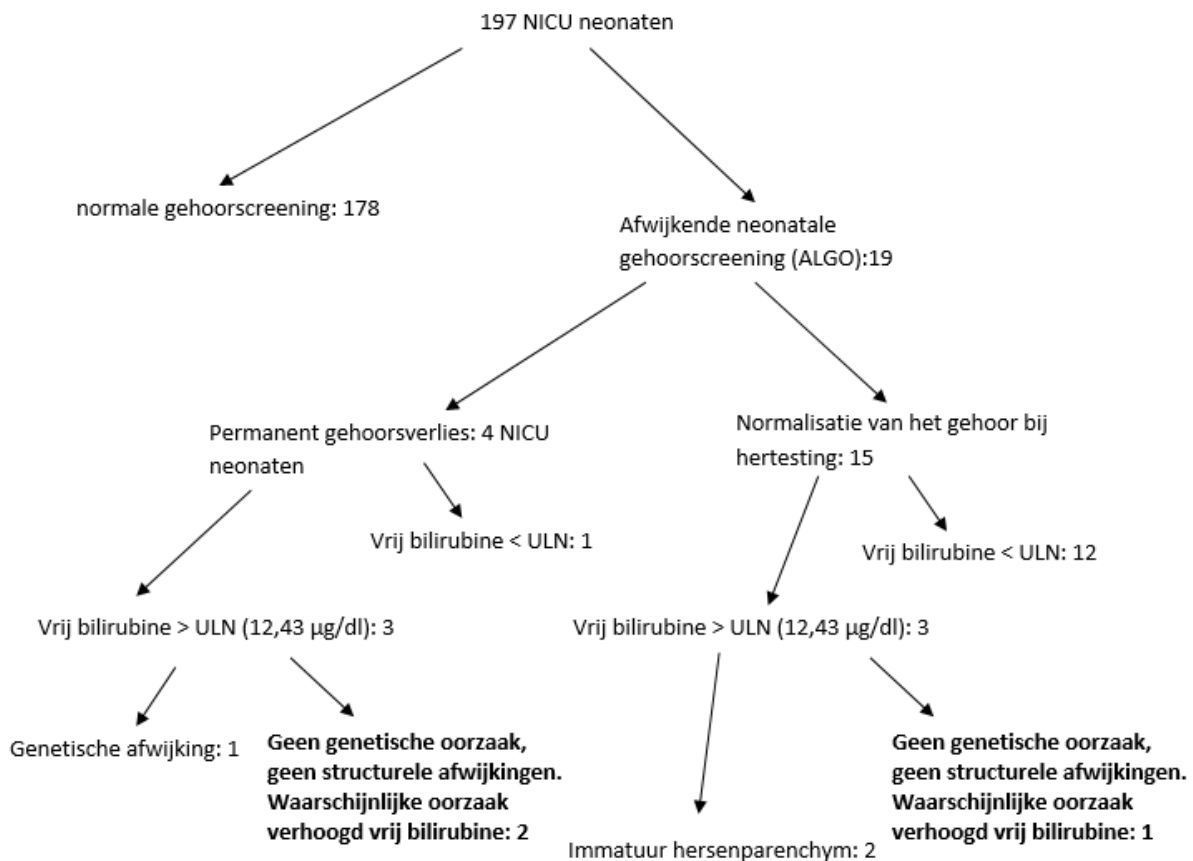 197 NICU neonaten
normale gehoorscreening: 178
Afwijkende neonatale
gehoorscreening (ALGO):19
Permanent gehoorsverlies: 4 NICU
neonaten
Normalisatie van het gehoor bij
hertesting: 15
Vrij bilirubine < ULN: 1
Vrij bilirubine < ULN: 12
Vrij bilirubine > ULN (12,43 µg/dl): 3
Vrij bilirubine > ULN (12,43 µg/dl): 3
Genetische afwijking: 1
Geen genetische oorzaak,
geen structurele afwijkingen.
Waarschijnlijke oorzaak
verhoogd vrij bilirubine: 2
Immatuur hersenparenchym: 2
Geen genetische oorzaak,
geen structurele afwijkingen.
Waarschijnlijke oorzaak
verhoogd vrij bilirubine: 1